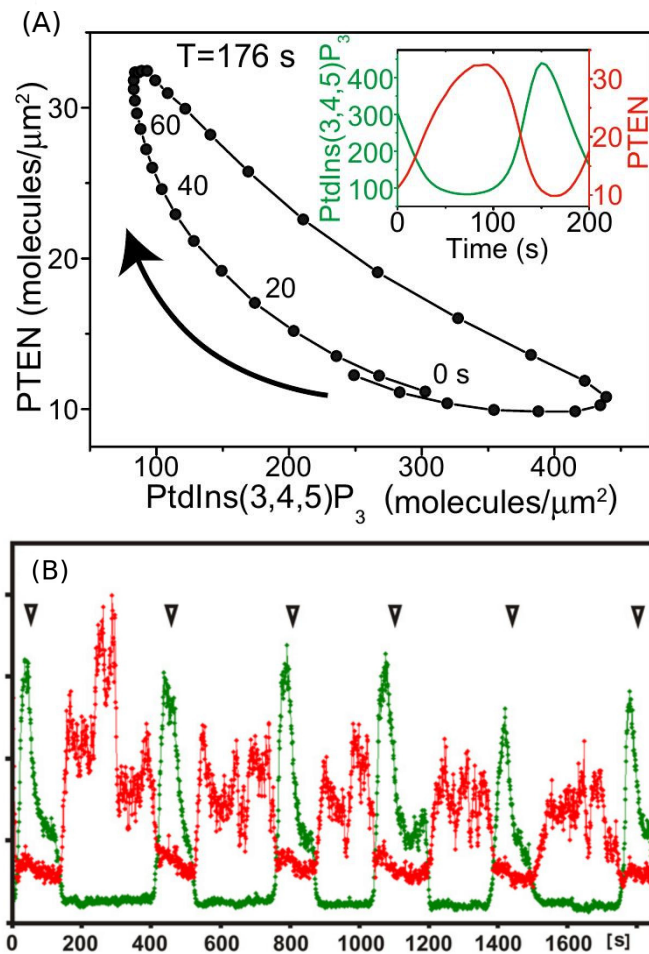 (A)
T=176 s
PTEN (molecules/μm²)
30
20
10
60
40
20
0 s
100
200
300
400
PtdIns(3,4,5)P₃ (molecules/μm²)
PtdIns(3,4,5)P₃
400
300
200
100
30
20
10
PTEN
0
100
200
Time (s)
(B)
0
200
400
600
800
1000
1200
1400
1600
[s]